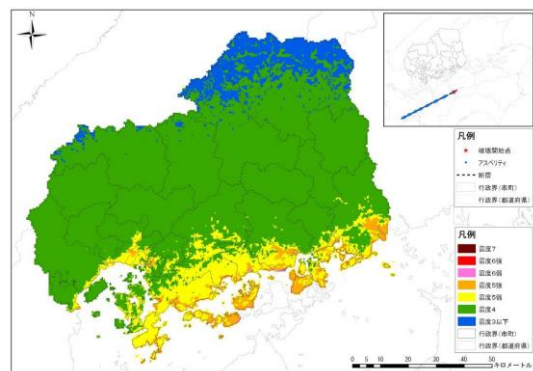 N
凡例
破壊開始点
アスペリティ
断層
行政界(市町)
行政界(都道府県)
凡例
震度7
震度6強
震度6弱
震度5強
震度5弱
震度4
震度3以下
行政界(市町)
行政界(都道府県)
0 5 10 20 30 40 50
キロメートル